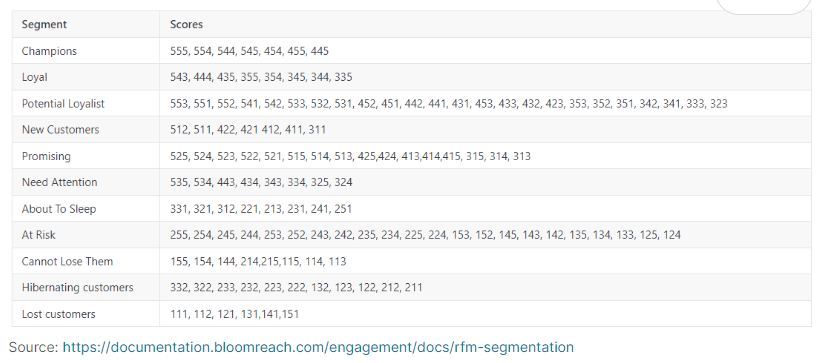 Segment Scores
Champions 555, 554, 544, 545, 454, 455, 445
Loyal 543, 444, 435, 355, 354, 345, 344, 335
Potential Loyalist 553, 551, 552, 541, 542, 533, 532, 531, 452, 451, 442, 441, 431, 453, 433, 432, 423, 353, 352, 351, 342, 341, 333, 323
New Customers 512, 511, 422, 421 412, 411, 311
Promising 525, 524, 523, 522, 521, 515, 514, 513, 425,424, 413,414,415, 315, 314, 313
Need Attention 535, 534, 443, 434, 343, 334, 325, 324
About To Sleep 331, 321, 312, 221, 213, 231, 241, 251
At Risk 255, 254, 245, 244, 253, 252, 243, 242, 235, 234, 225, 224, 153, 152, 145, 143, 142, 135, 134, 133, 125, 124
Cannot Lose Them 155, 154, 144, 214,215,115, 114, 113
Hibernating customers 332, 322, 233, 232, 223, 222, 132, 123, 122, 212, 211
Lost customers 111, 112, 121, 131,141,151
Source: https://documentation.bloomreach.com/engagement/docs/rfm-segmentation